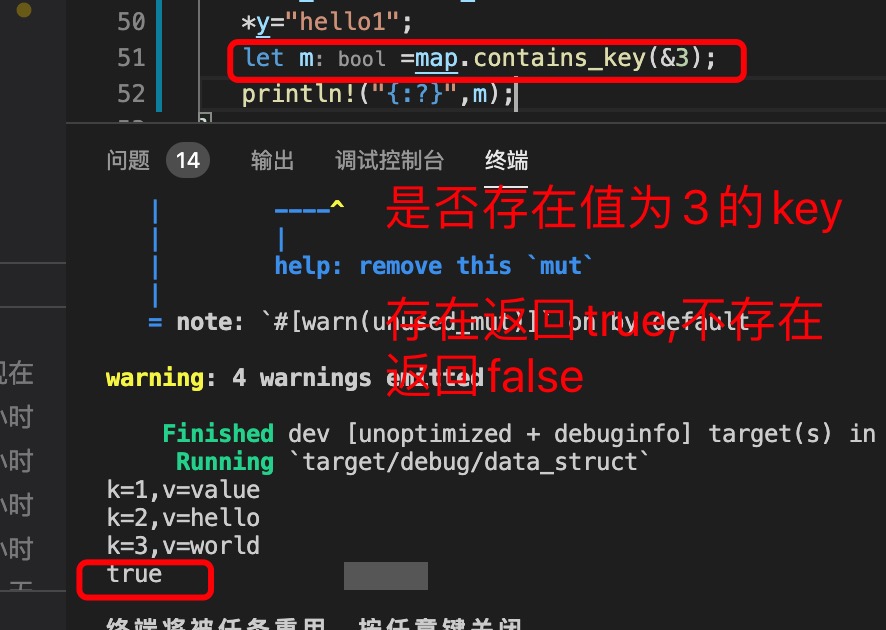 50 *y="hello1";
51 let m: bool =map.contains_key(&3);
52 println!("{:?}",m);
问题 14 输出 调试控制台 终端
| ----^
是否存在值为3的key
| |
| help: remove this `mut`
|
= note: `#[warn(unused_mut)]` on by default
存在返回true,不存在
返回false
warning: 4 warnings emitted
现在
小时
Finished dev [unoptimized + debuginfo] target(s) in
小时
Running `target/debug/data_struct`
k=1,v=value
小时
k=2,v=hello
k=3,v=world
小时
true
终端将被任务重用，按任意键关闭